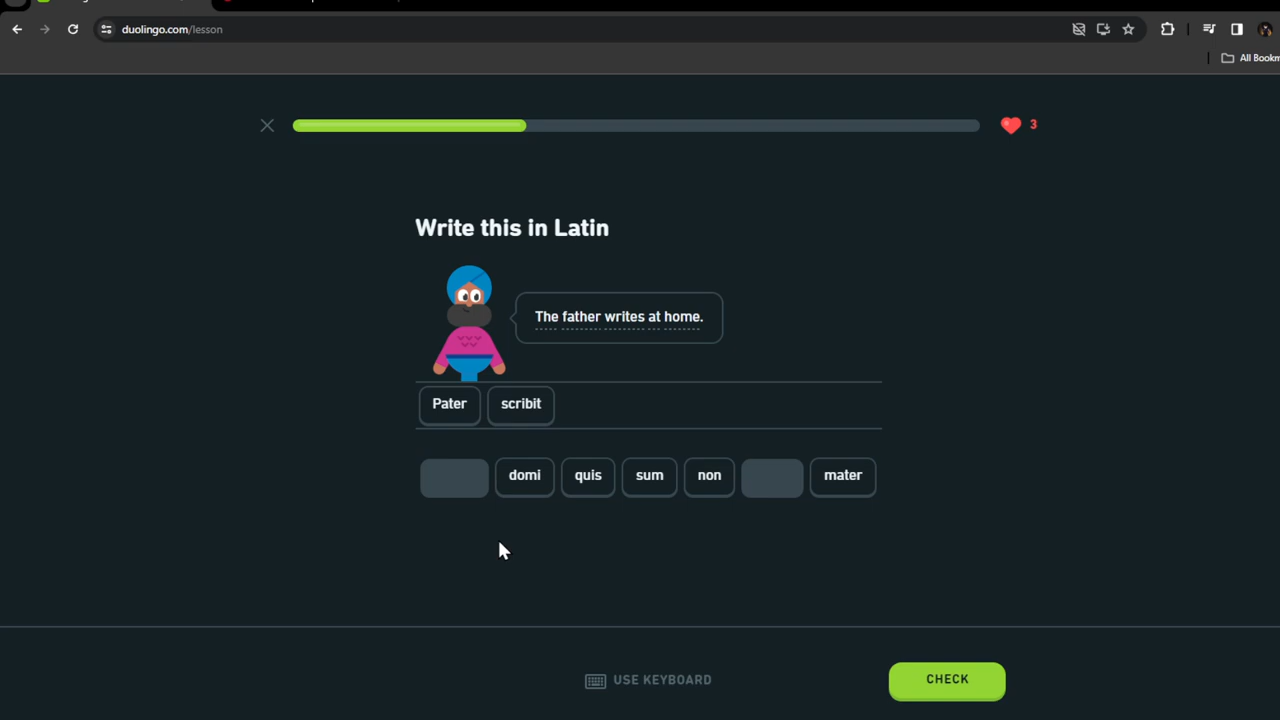 duolingo.com/lesson
All Bookm
3
Write this in Latin
The father writes at home.
Pater scribit
domi quis sum non mater
USE KEYBOARD
CHECK